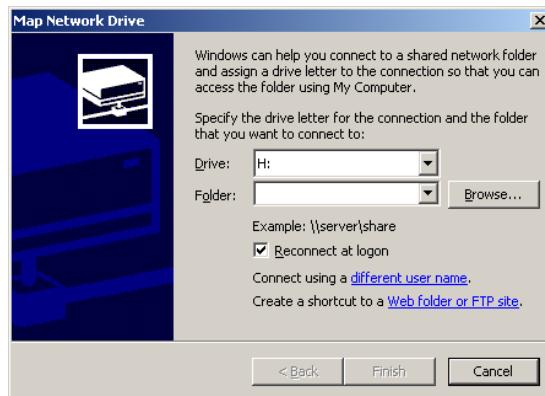 Map Network Drive
Windows can help you connect to a shared network folder
and assign a drive letter to the connection so that you can
access the folder using My Computer.
Specify the drive letter for the connection and the folder
that you want to connect to:
Drive: H:
Folder: Browse...
Example: \\server\share
Reconnect at logon
Connect using a different user name.
Create a shortcut to a Web folder or FTP site.
< Back Finish Cancel